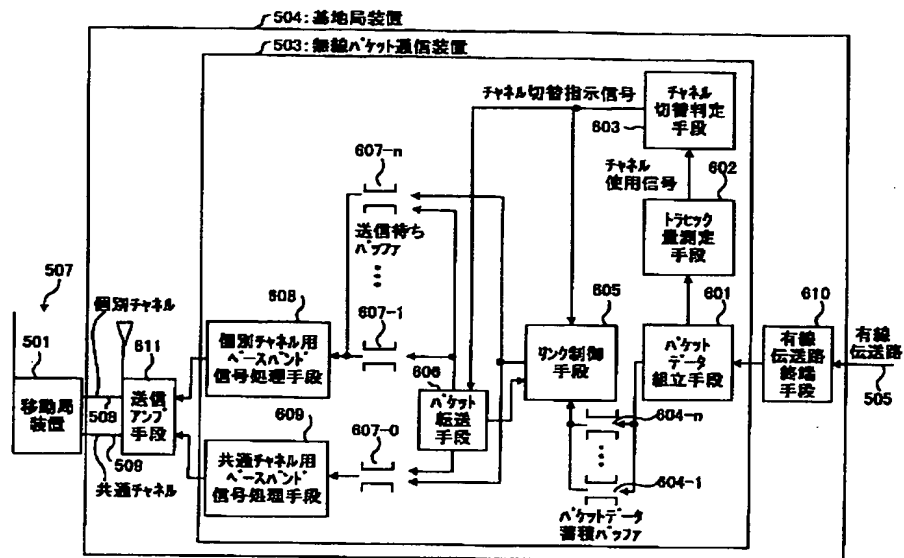 504:基地局装置
503:無線パケット通信装置
チャネル切替指示信号
チャネル
切替判定
手段
603
607-n
チャネル
使用信号
602
送信待ち
バッファ
トラヒック
量測定
手段
507
個別チャネル
608
607-1
605
601
610
501
611
個別チャネル用
ベースバンド
信号処理手段
606
リンク制御
手段
パケット
データ
組立手段
有線
伝送路
終端
手段
有線
伝送路
505
移動局
装置
508
送信
アンプ
手段
パケット
転送
手段
604-n
609
607-0
509
共通チャネル
共通チャネル用
ベースバンド
信号処理手段
604-1
パケットデータ
蓄積バッファ